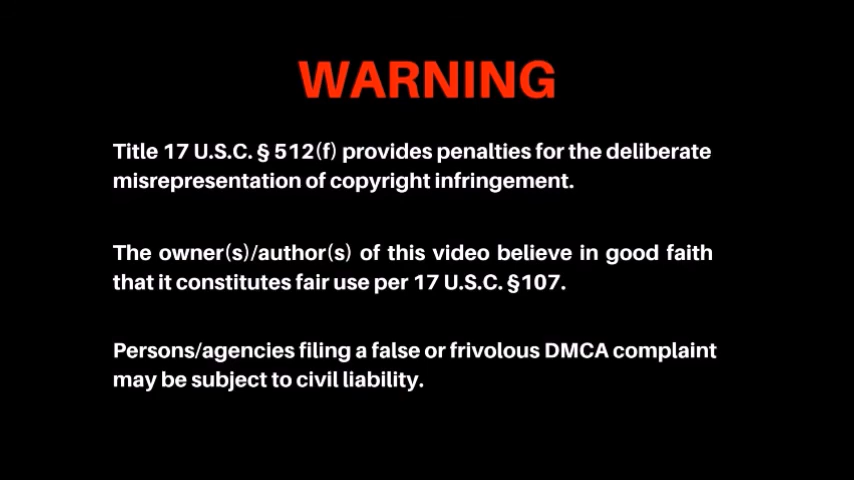 WARNING
Title 17 U.S.C. § 512(f) provides penalties for the deliberate
misrepresentation of copyright infringement.
The owner(s)/author(s) of this video believe in good faith
that it constitutes fair use per 17 U.S.C. §107.
Persons/agencies filing a false or frivolous DMCA complaint
may be subject to civil liability.